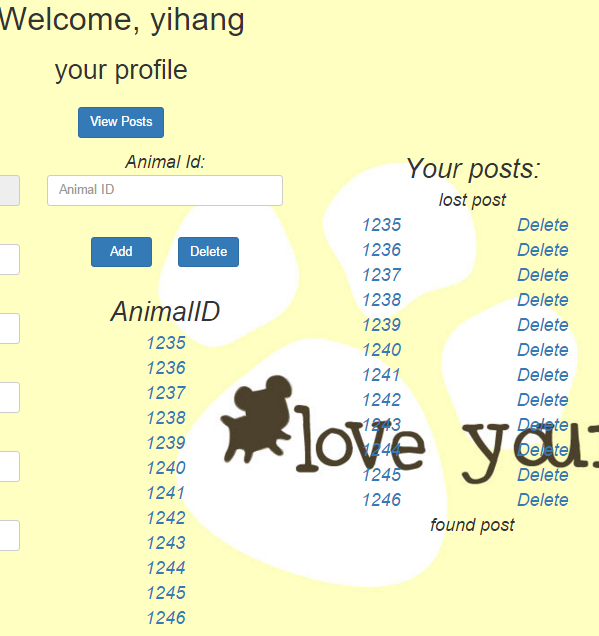 Welcome, yihang
your profile
View Posts
Animal Id:
Animal ID
Add Delete
AnimalID
1235
1236
1237
1238
1239
1240
1241
1242
1243
1244
1245
1246
Your posts:
lost post
1235 Delete
1236 Delete
1237 Delete
1238 Delete
1239 Delete
1240 Delete
1241 Delete
1242 Delete
1243 Delete
1244 Delete
1245 Delete
1246 Delete
found post
love